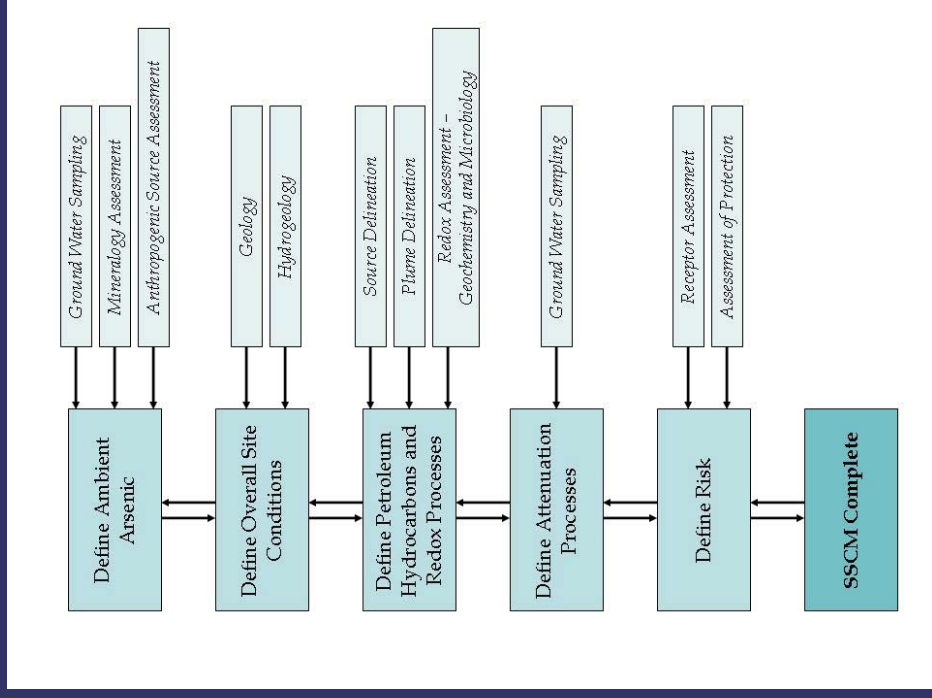 Ground Water Sampling
Mineralogy Assessment
Anthropogenic Source Assessment
Define Ambient
Arsenic
Geology
Hydrogeology
Define Overall Site
Conditions
Source Delineation
Plume Delineation
Redox Assessment –
Geochemistry and Microbiology
Define Petroleum
Hydrocarbons and
Redox Processes
Ground Water Sampling
Define Attenuation
Processes
Receptor Assessment
Assessment of Protection
Define Risk
SSCM Complete